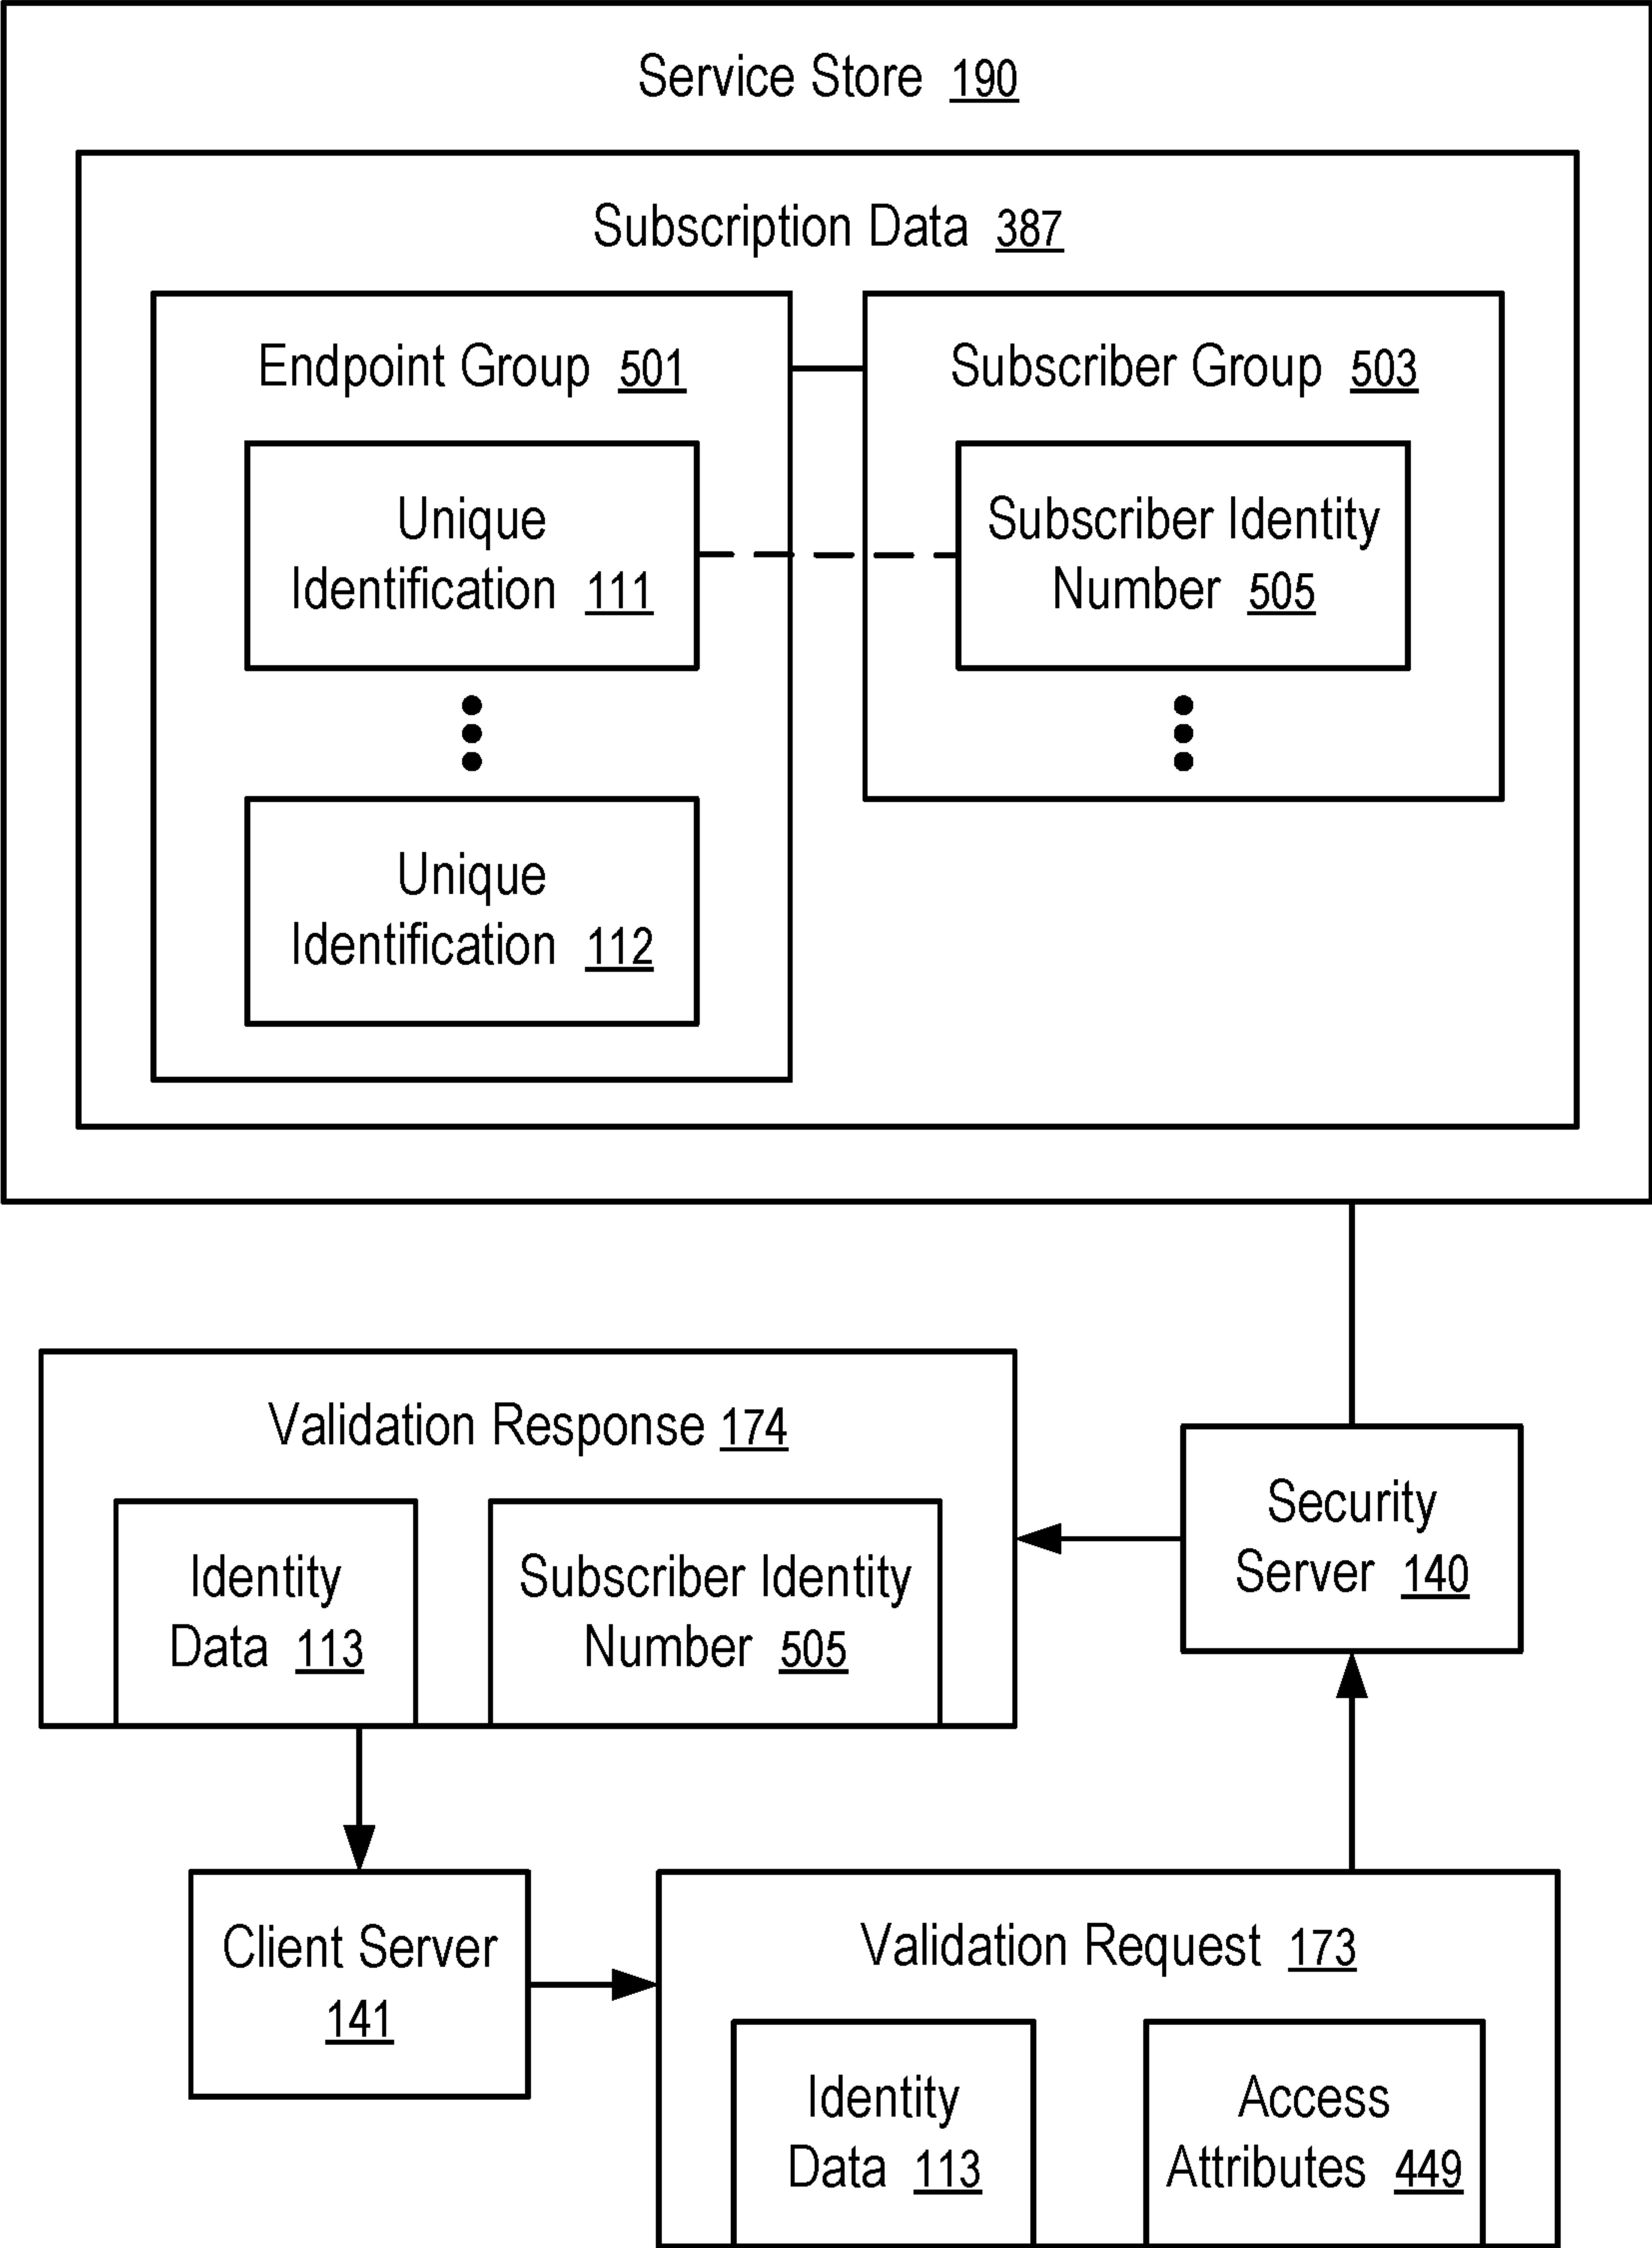 Service Store 190
Subscription Data 387
Endpoint Group 501
Unique
Identification 111
Unique
Identification 112
Subscriber Group 503
Subscriber Identity
Number 505
Validation Response 174
Identity
Data 113
Subscriber Identity
Number 505
Security
Server 140
Client Server
141
Validation Request 173
Identity
Data 113
Access
Attributes 449